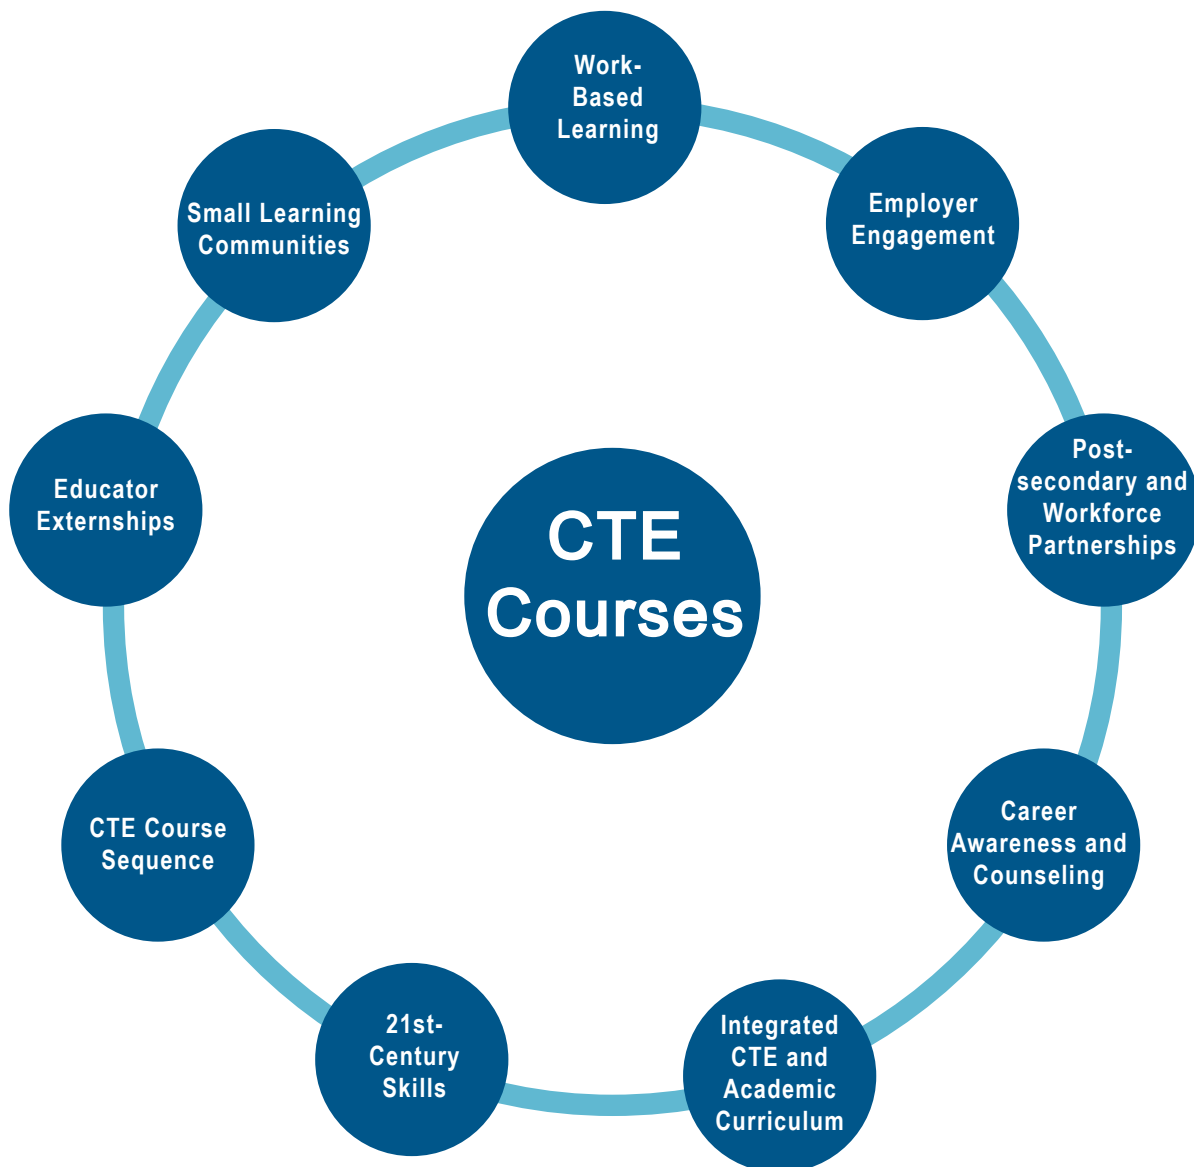 Work-
Based
Learning
Employer
Engagement
Post-
secondary and
Workforce
Partnerships
Career
Awareness and
Counseling
Integrated
CTE and
Academic
Curriculum
21st-
Century
Skills
CTE Course
Sequence
Educator
Externships
Small Learning
Communities
CTE
Courses